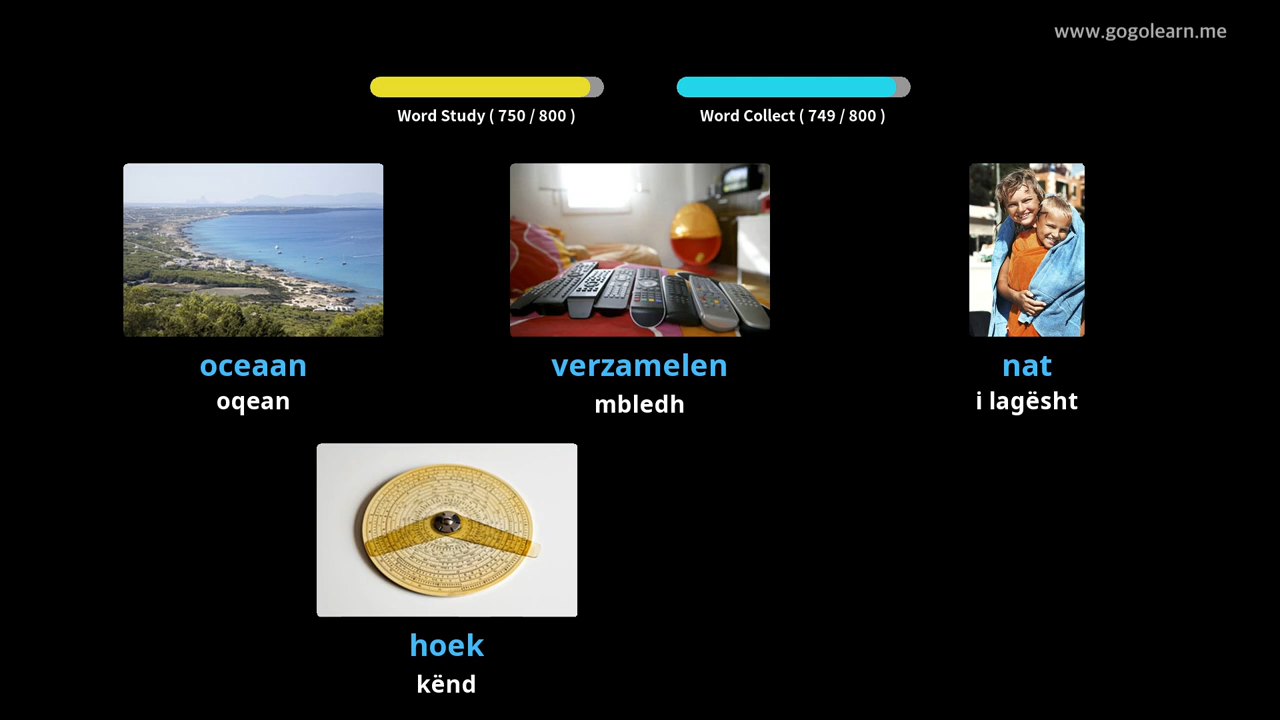 www.gogolearn.me
Word Study ( 750 / 800 )
Word Collect ( 749 / 800 )
oceaan
oqean
verzamelen
mbledh
nat
i lagësht
hoek
kënd